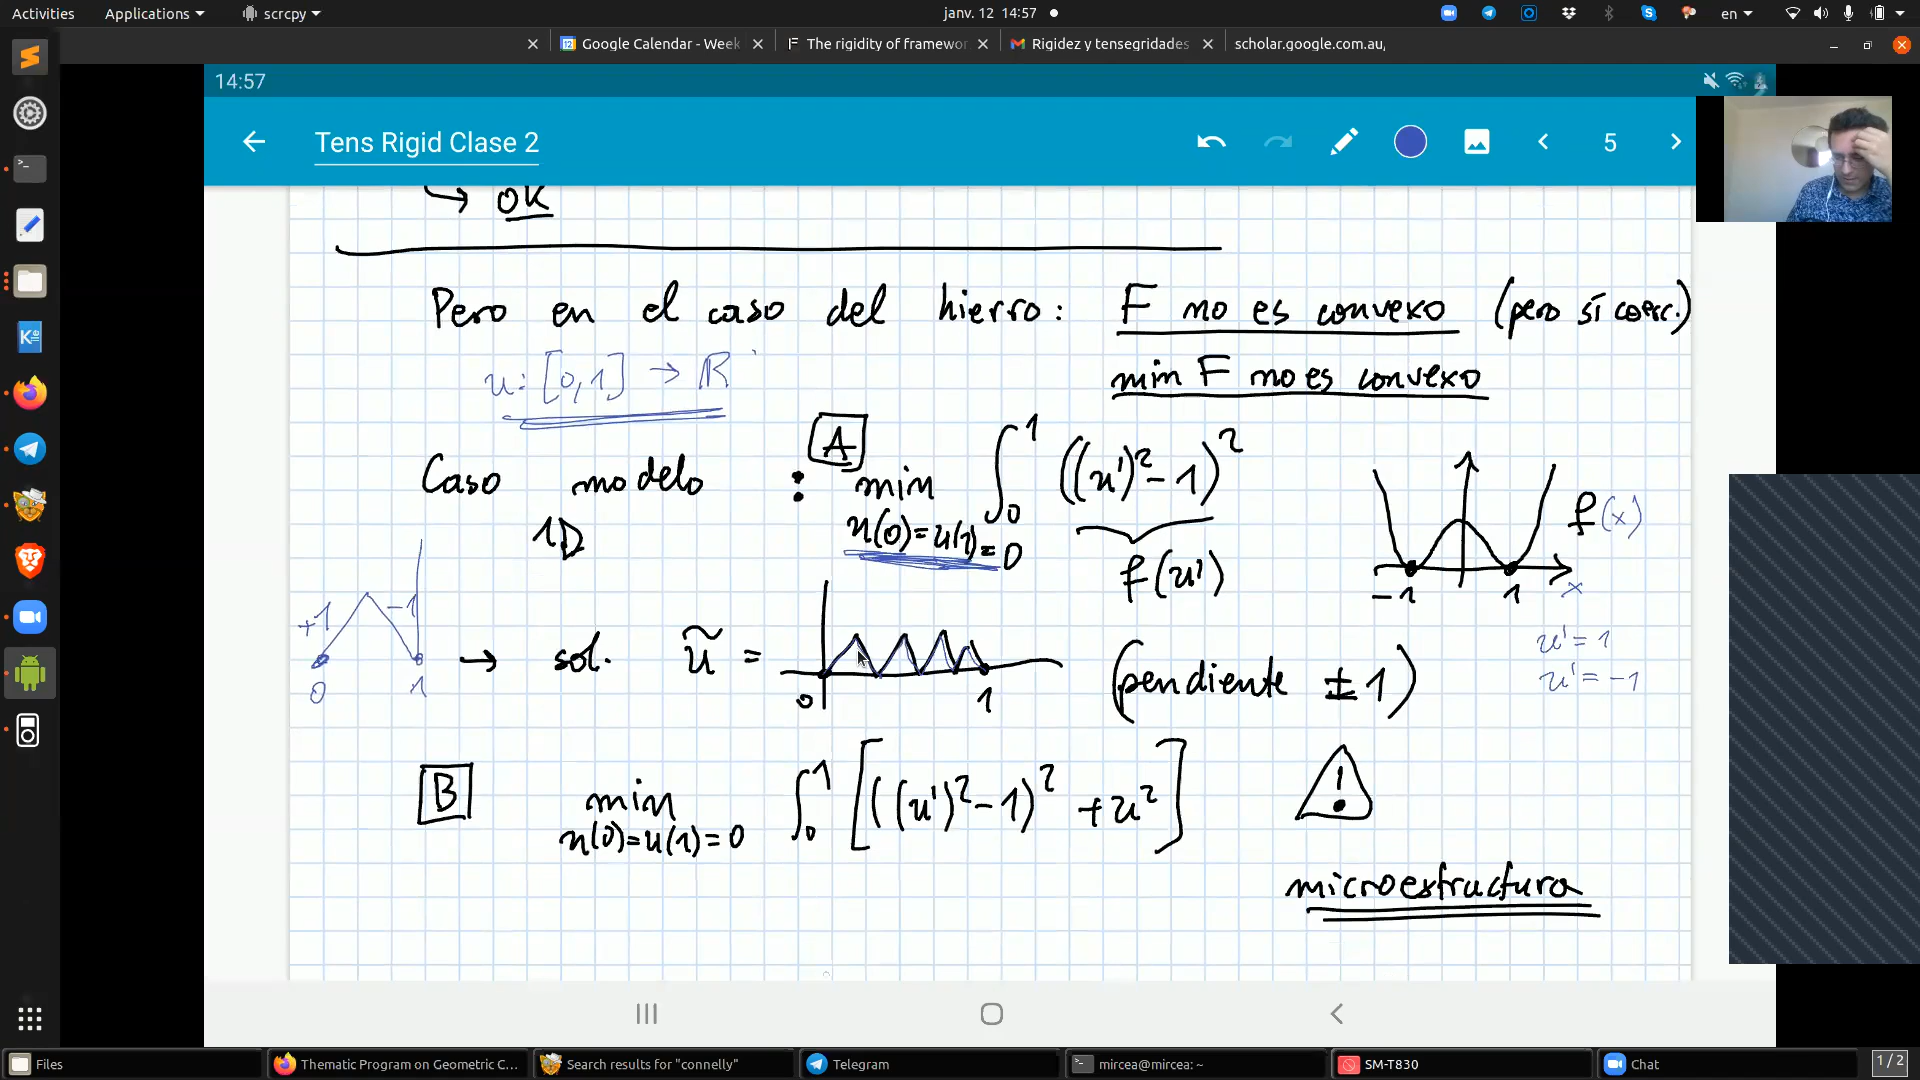 Activities Applications scrcpy janv. 12 14:57 en
Google Calendar - Week The rigidity of framewor Rigidez y tensegridades scholar.google.com.au,
14:57
Tens Rigid Clase 2 5
↳ OK
Pero en el caso del hierro: F no es convexo (pero sí coerc.)
u: [0,1] → ℝ min F no es convexo
Caso modelo : A min ∫₀¹ ((u')² - 1)²
1D u(0)=u(1)=0 f(u') f(x)
-1 1 x
+1 -1 u' = 1
→ sol. ũ = (pendiente ±1) u' = -1
0 1 0 1
B min ∫₀¹ [((u')² - 1)² + u²] !
u(0)=u(1)=0
microestructura
Files Thematic Program on Geometric C... Search results for "connelly" Telegram mircea@mircea: ~ SM-T830 Chat 1 / 2